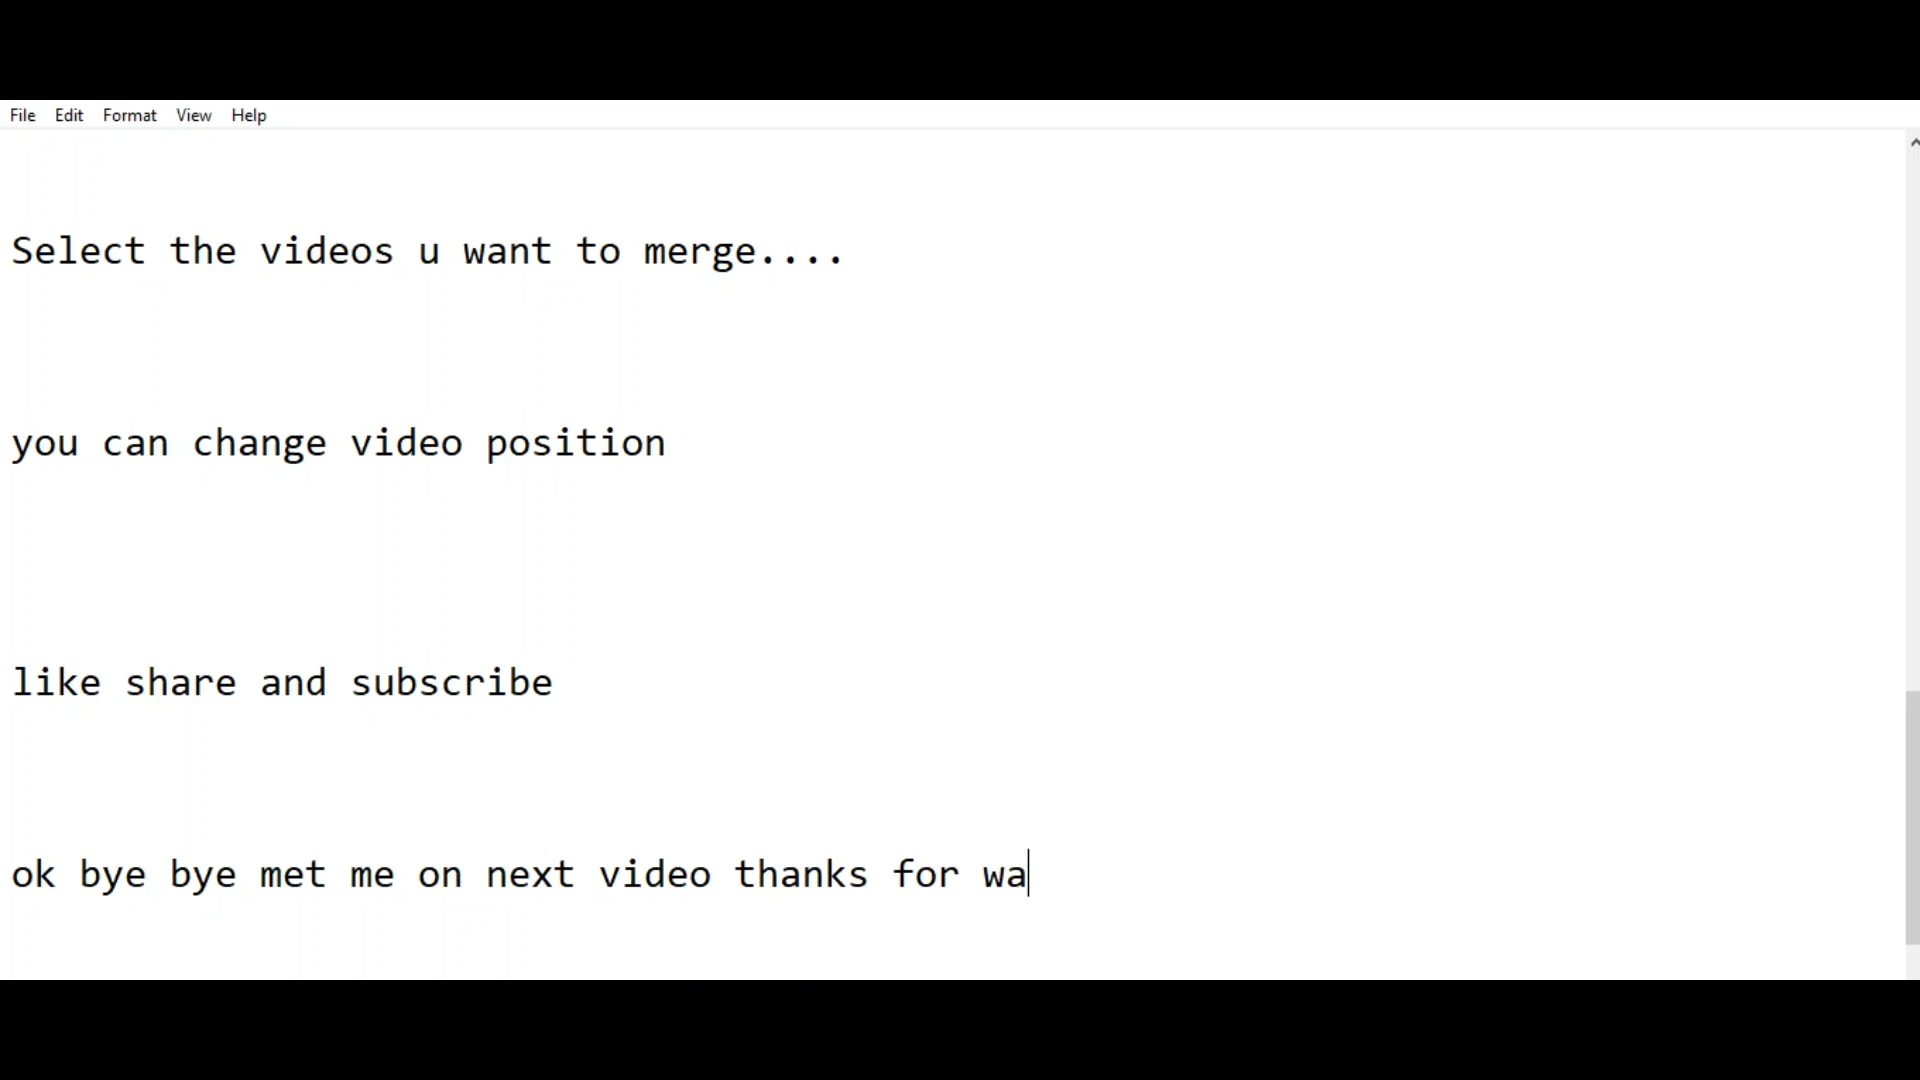 File Edit Format View Help
Select the videos u want to merge....
you can change video position
like share and subscribe
ok bye bye met me on next video thanks for wa